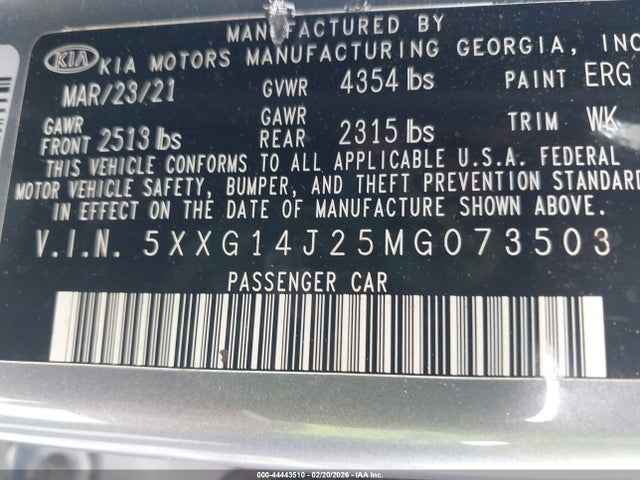 MANUFACTURED BY
KIA KIA MOTORS MANUFACTURING GEORGIA, INC
MAR/23/21 GVWR 4354 lbs PAINT ERG
GAWR FRONT 2513 lbs GAWR REAR 2315 lbs TRIM WK
THIS VEHICLE CONFORMS TO ALL APPLICABLE U.S.A. FEDERAL
MOTOR VEHICLE SAFETY, BUMPER, AND THEFT PREVENTION STANDARD
IN EFFECT ON THE DATE OF MANUFACTURE SHOWN ABOVE.
V.I.N. 5XXG14J25MG073503
PASSENGER CAR
000-44443510 - 02/20/2026 - IAA Inc.